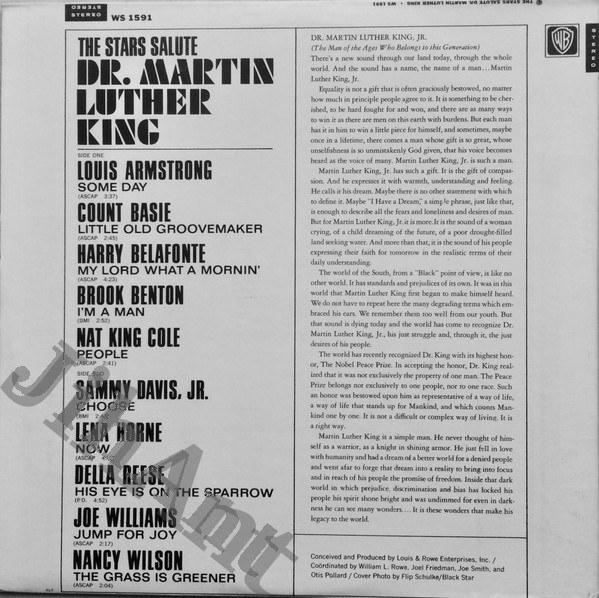 STEREO
STEREO
WS 1591
THE STARS SALUTE DR. MARTIN LUTHER KING • WS 1591
THE STARS SALUTE
DR. MARTIN
LUTHER
KING
SIDE ONE
LOUIS ARMSTRONG
SOME DAY
(ASCAP 3:37)
COUNT BASIE
LITTLE OLD GROOVEMAKER
(ASCAP 2:45)
HARRY BELAFONTE
MY LORD WHAT A MORNIN'
(ASCAP 4:23)
BROOK BENTON
I'M A MAN
(BMI 2:52)
NAT KING COLE
PEOPLE
(ASCAP 2:41)
SIDE TWO
SAMMY DAVIS, JR.
CHOOSE
(BMI
LENA HORNE
NOW
(ASCAP
DELLA REESE
HIS EYE IS ON THE SPARROW
(P.D. 4:52)
JOE WILLIAMS
JUMP FOR JOY
(ASCAP 2:17)
NANCY WILSON
THE GRASS IS GREENER
(ASCAP 2:04)
DR. MARTIN LUTHER KING, JR.
(The Man of the Ages Who Belongs to this Generation)
There's a new sound through our land today, through the whole
world. And the sound has a name, the name of a man...Martin
Luther King, Jr.
Equality is not a gift that is often graciously bestowed, no matter
how much in principle people agree to it. It is something to be cher-
ished, to be hard fought for and won, and there are as many ways
to win it as there are men on this earth with burdens. But each man
has it in him to win a little piece for himself, and sometimes, maybe
once in a lifetime, there comes a man whose gift is so great, whose
unselfishness is so unmistakenly God given, that his voice becomes
heard as the voice of many. Martin Luther King, Jr. is such a man.
Martin Luther King, Jr. has such a gift. It is the gift of compas-
sion. And he expresses it with warmth, understanding and feeling.
He calls it his dream. Maybe there is no other statement with which
to define it. Maybe "I Have a Dream," a simple phrase, just like that,
is enough to describe all the fears and loneliness and desires of man.
But for Martin Luther King, Jr. it is more. It is the sound of a woman
crying, of a child dreaming of the future, of a poor drought-filled
land seeking water. And more than that, it is the sound of his people
expressing their faith for tomorrow in the realistic terms of their
daily understanding.
The world of the South, from a "Black" point of view, is like no
other world. It has standards and prejudices of its own. It was in this
world that Martin Luther King first began to make himself heard.
We do not have to repeat here the many degrading terms which em-
braced his ears. We remember them too well from our youth. But
that sound is dying today and the world has come to recognize Dr.
Martin Luther King, Jr., his just struggle and, through it, the just
desires of his people.
The world has recently recognized Dr. King with its highest hon-
or, The Nobel Peace Prize. In accepting the honor, Dr. King real-
ized that it was not exclusively the property of one man. The Peace
Prize belongs not exclusively to one people, nor to one race. Such
an honor was bestowed upon him as representative of a way of life,
a way of life that stands up for Mankind, and which counts Man-
kind one by one. It is not a difficult or complex way of living. It is
a right way.
Martin Luther King is a simple man. He never thought of him-
self as a warrior, as a knight in shining armor. He just fell in love
with humanity and had a dream of a better world for a denied people
and went afar to forge that dream into a reality to bring into focus
and in reach of his people the promise of freedom. Inside that dark
world in which prejudice, discrimination and bias has locked his
people his spirit shone bright and was undimmed for even in dark-
ness he can see many wonders....It is these wonders that make his
legacy to the world.
Conceived and Produced by Louis & Rowe Enterprises, Inc. /
Coördinated by William L. Rowe, Joel Friedman, Joe Smith, and
Otis Pollard / Cover Photo by Flip Schulke/Black Star
WB
STEREO
JPhAmt